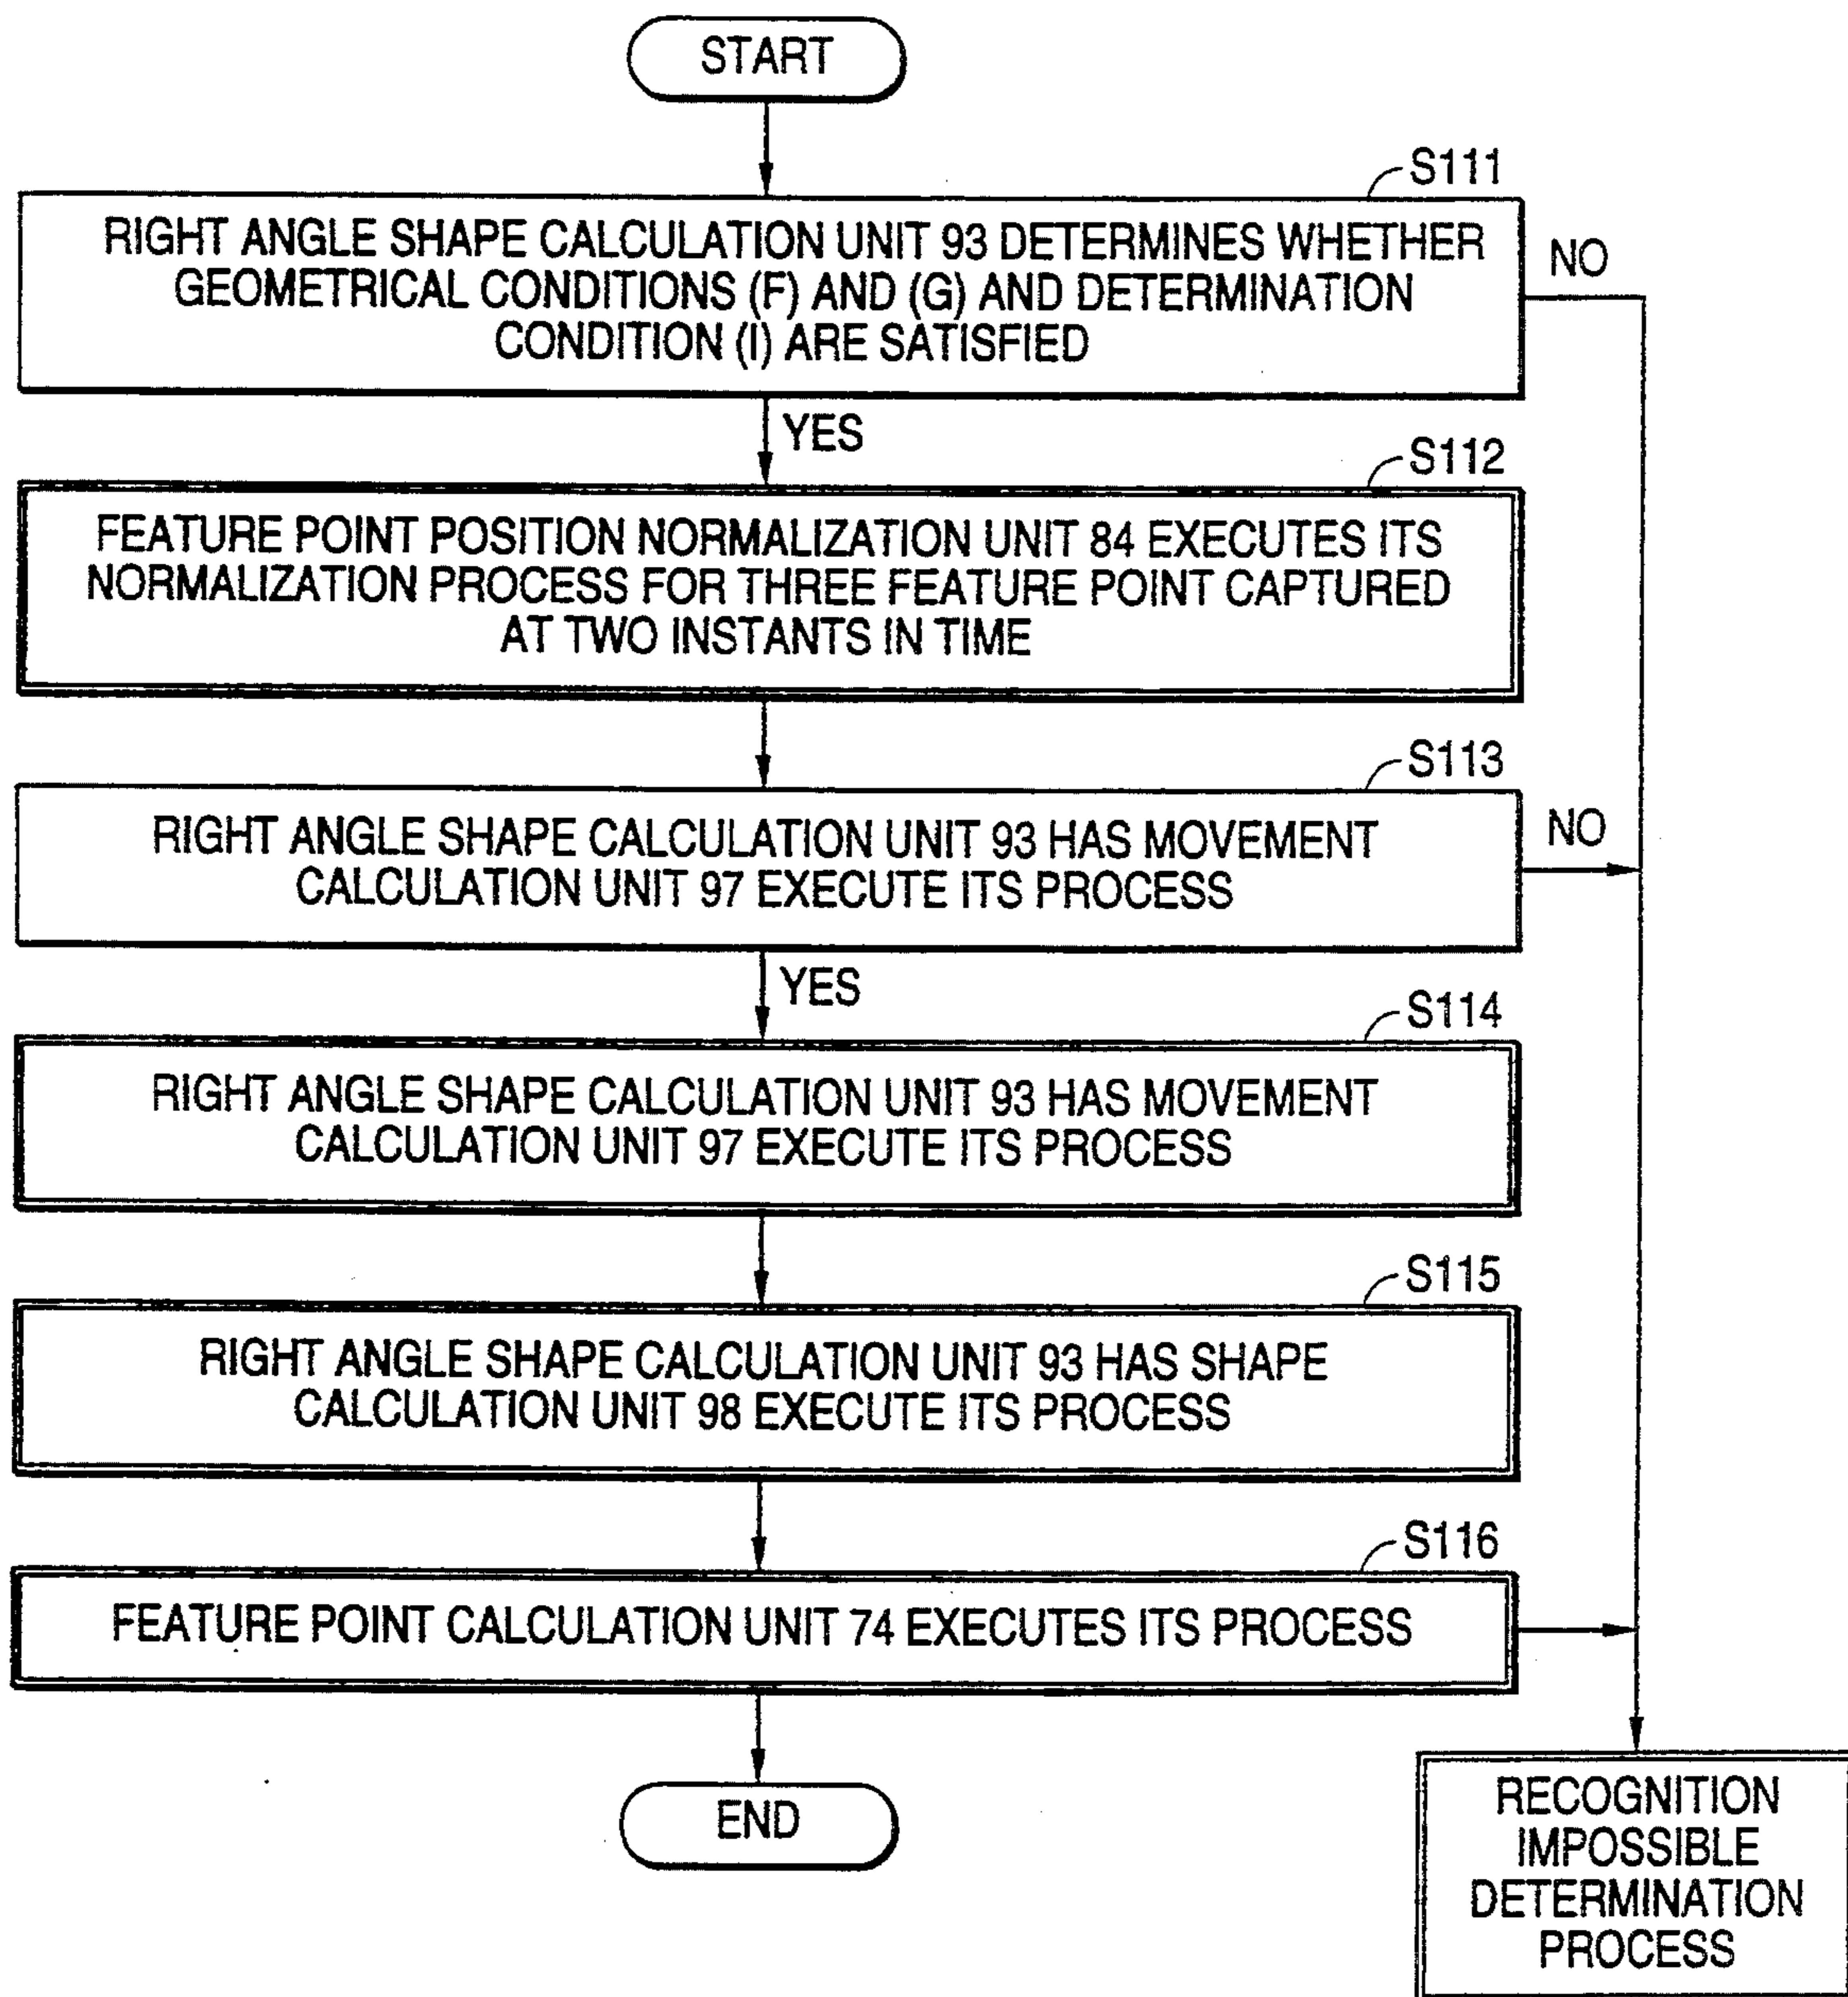 START
S111
RIGHT ANGLE SHAPE CALCULATION UNIT 93 DETERMINES WHETHER
GEOMETRICAL CONDITIONS (F) AND (G) AND DETERMINATION
CONDITION (I) ARE SATISFIED
NO
YES
S112
FEATURE POINT POSITION NORMALIZATION UNIT 84 EXECUTES ITS
NORMALIZATION PROCESS FOR THREE FEATURE POINT CAPTURED
AT TWO INSTANTS IN TIME
S113
RIGHT ANGLE SHAPE CALCULATION UNIT 93 HAS MOVEMENT
CALCULATION UNIT 97 EXECUTE ITS PROCESS
NO
YES
S114
RIGHT ANGLE SHAPE CALCULATION UNIT 93 HAS MOVEMENT
CALCULATION UNIT 97 EXECUTE ITS PROCESS
S115
RIGHT ANGLE SHAPE CALCULATION UNIT 93 HAS SHAPE
CALCULATION UNIT 98 EXECUTE ITS PROCESS
S116
FEATURE POINT CALCULATION UNIT 74 EXECUTES ITS PROCESS
END
RECOGNITION
IMPOSSIBLE
DETERMINATION
PROCESS